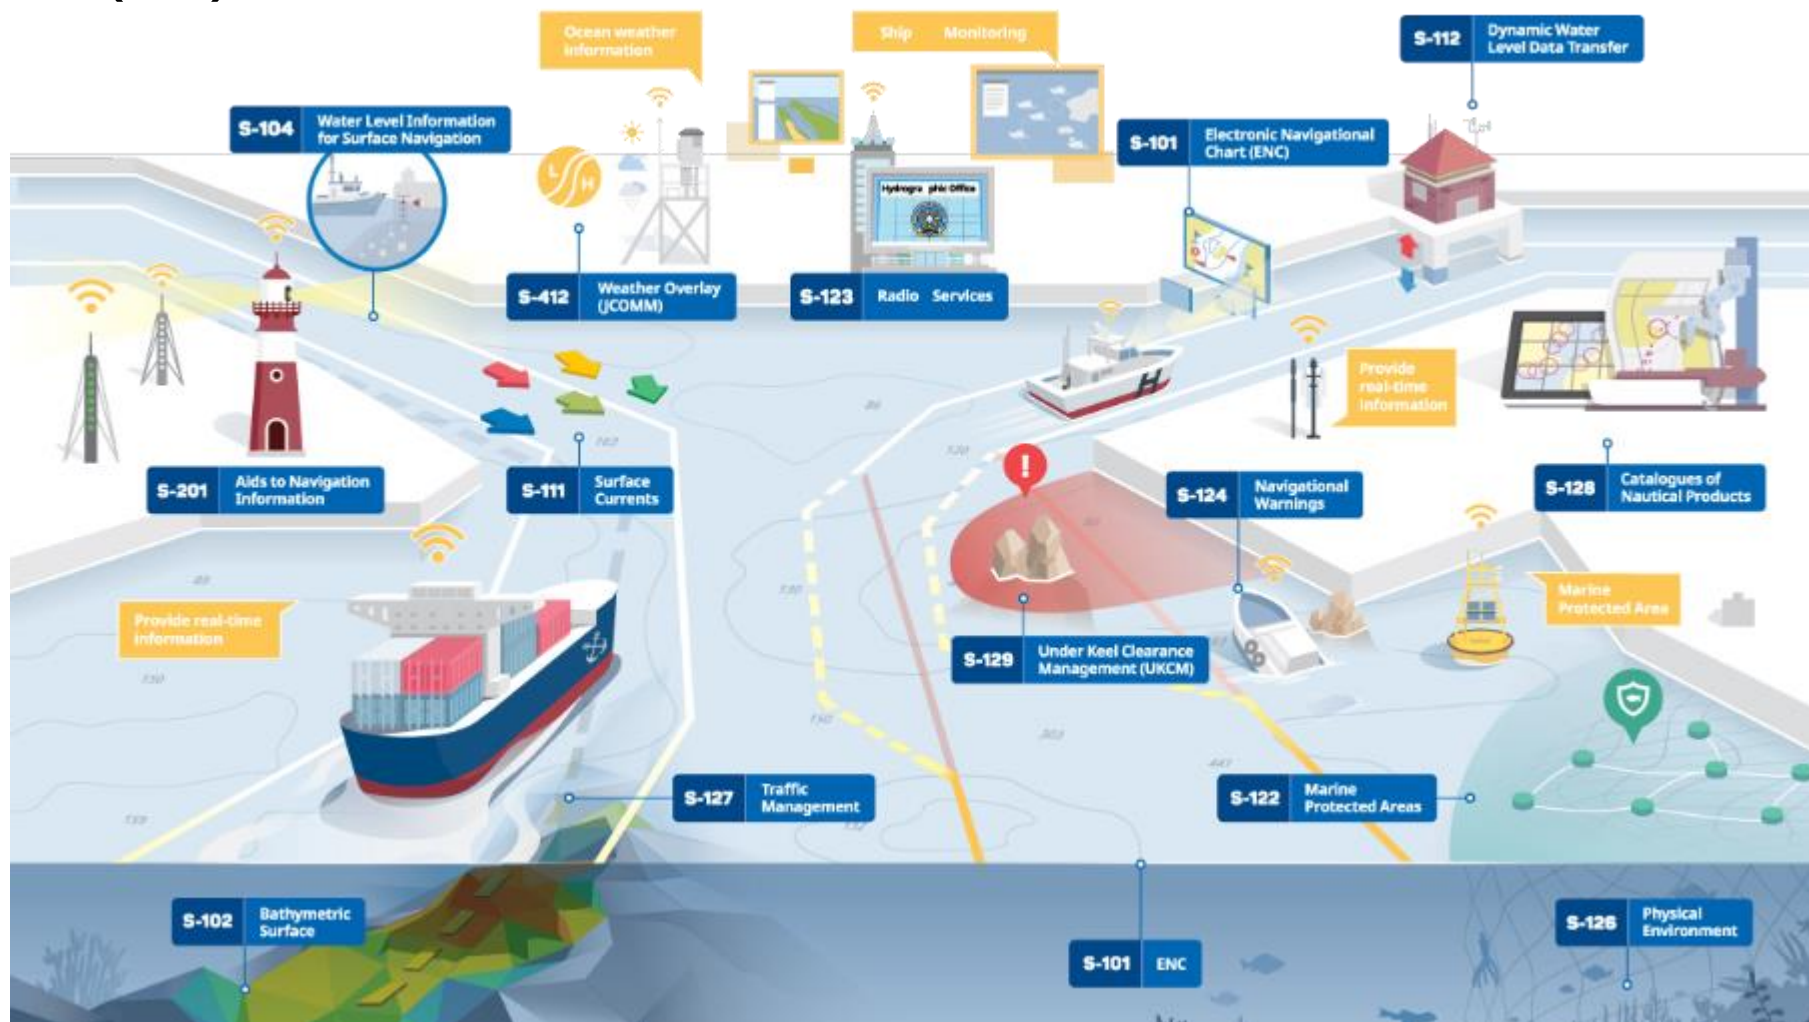 Ocean weather
information
Ship Monitoring
S-112
Dynamic Water
Level Data Transfer
S-104
Water Level Information
for Surface Navigation
S-101
Electronic Navigational
Chart (ENC)
L
H
Hydrogra phic Office
S-412
Weather Overlay
(JCOMM)
S-123
Radio Services
H
Provide
real-time
information
S-201
Aids to Navigation
Information
S-111
Surface
Currents
S-124
Navigational
Warnings
S-128
Catalogues of
Nautical Products
!
Provide real-time
information
Marine
Protected Area
S-129
Under Keel Clearance
Management (UKCM)
S-127
Traffic
Management
S-122
Marine
Protected Areas
S-102
Bathymetric
Surface
S-101
ENC
S-126
Physical
Environment